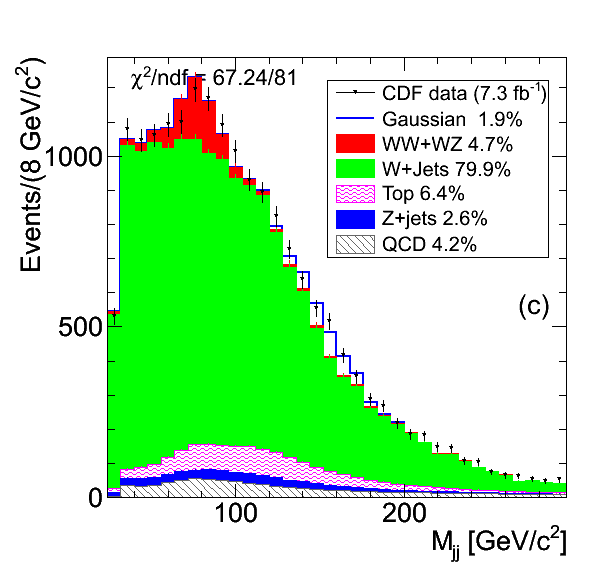 χ²/ndf = 67.24/81
CDF data (7.3 fb⁻¹)
Gaussian 1.9%
WW+WZ 4.7%
W+Jets 79.9%
Top 6.4%
Z+jets 2.6%
QCD 4.2%
(c)
Events/(8 GeV/c²)
1000
500
0
100
200
M_jj [GeV/c²]